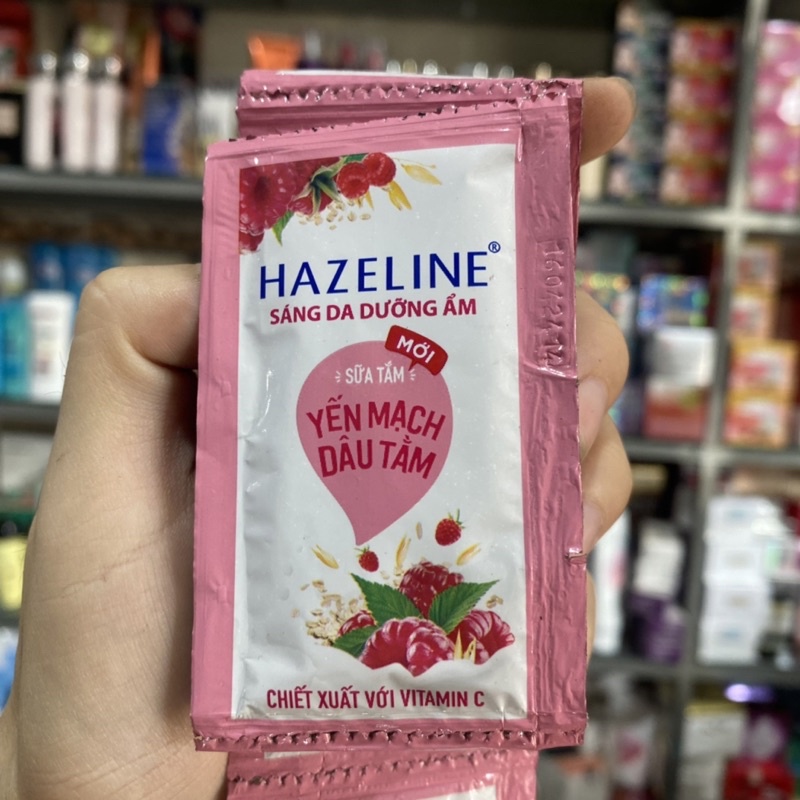 HAZELINE®
SÁNG DA DƯỠNG ẨM
MỚI
SỮA TẮM
YẾN MẠCH
DÂU TẰM
CHIẾT XUẤT VỚI VITAMIN C